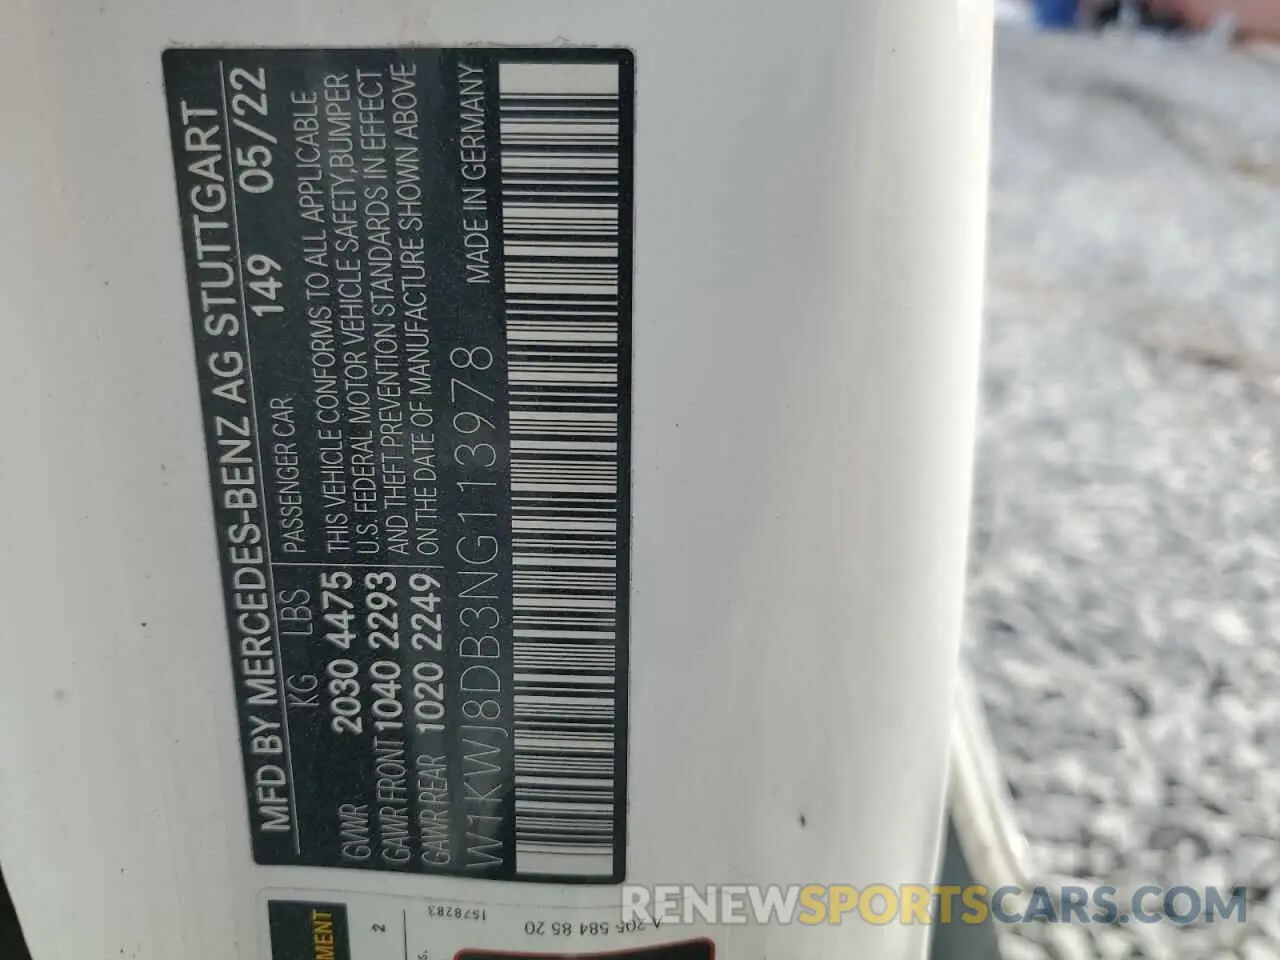 MFD BY MERCEDES-BENZ AG STUTTGART
KG LBS
149 05/22
GWR 2030 4475
GAWR FRONT 1040 2293
GAWR REAR 1020 2249
PASSENGER CAR
THIS VEHICLE CONFORMS TO ALL APPLICABLE
U.S. FEDERAL MOTOR VEHICLE SAFETY, BUMPER
AND THEFT PREVENTION STANDARDS IN EFFECT
ON THE DATE OF MANUFACTURE SHOWN ABOVE
W1KWJ8DB3NG113978
MADE IN GERMANY
2
1578283
A 205 584 85 20
RENEWSPORTSCARS.COM